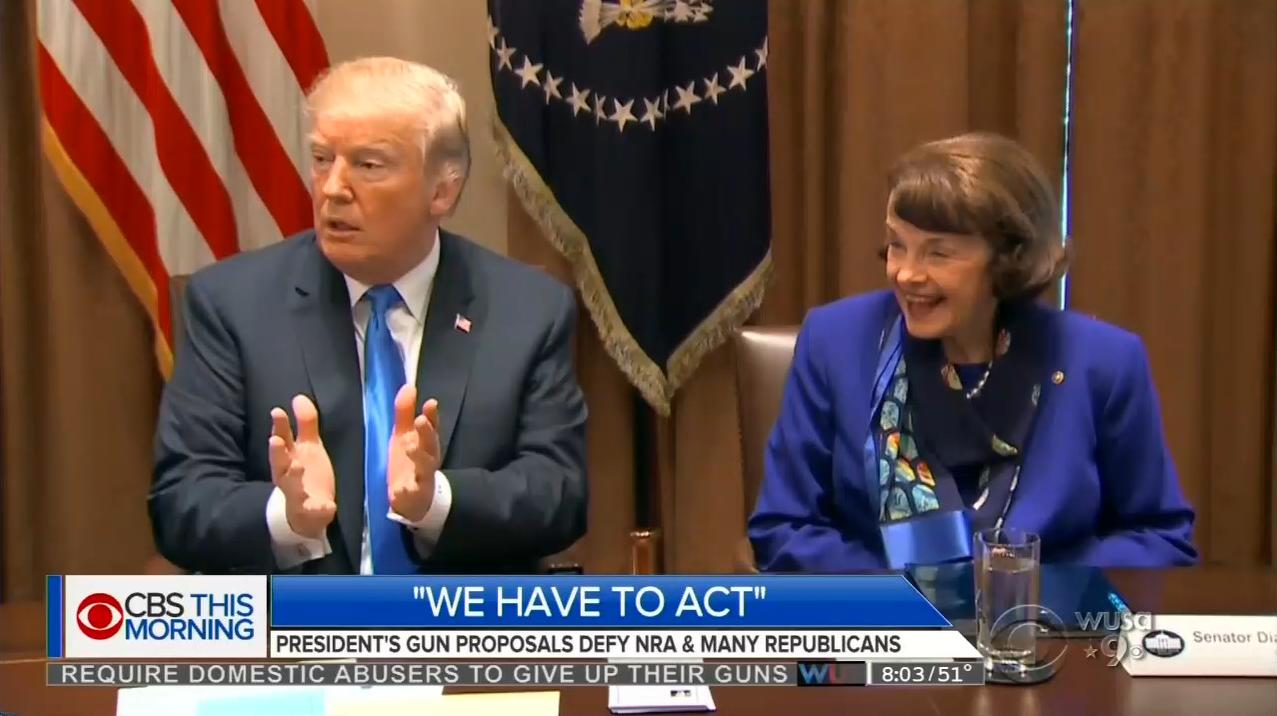 "WE HAVE TO ACT"
CBS THIS
MORNING
PRESIDENT'S GUN PROPOSALS DEFY NRA & MANY REPUBLICANS
REQUIRE DOMESTIC ABUSERS TO GIVE UP THEIR GUNS
8:03/51°
wusa
9
Senator